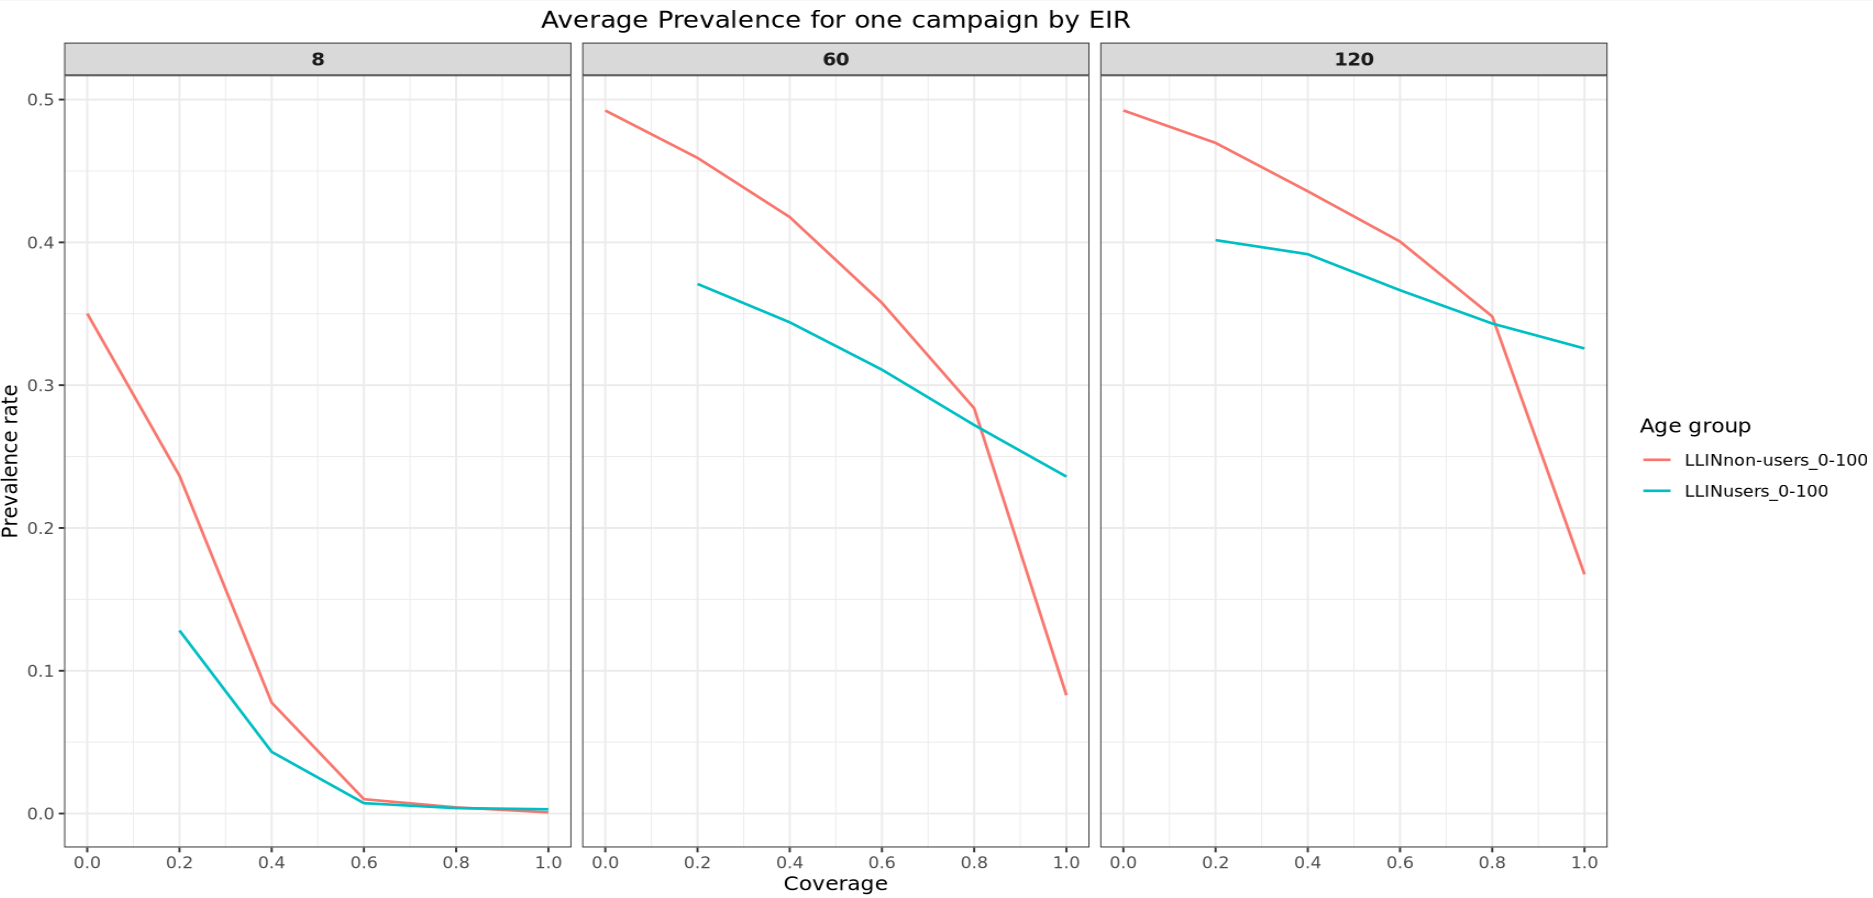 Average Prevalence for one campaign by EIR
8 60 120
Prevalence rate
0.5
0.4
0.3
0.2
0.1
0.0
0.0 0.2 0.4 0.6 0.8 1.0 0.0 0.2 0.4 0.6 0.8 1.0 0.0 0.2 0.4 0.6 0.8 1.0
Coverage
Age group
LLINnon-users_0-100
LLINusers_0-100